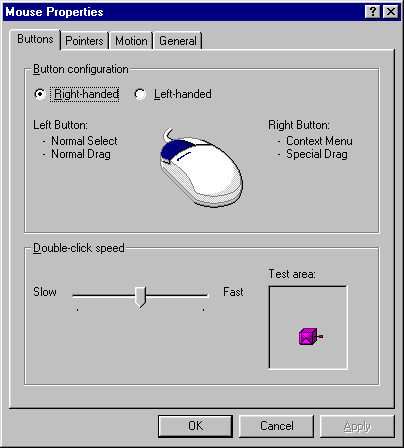 Mouse Properties
Buttons Pointers Motion General
Button configuration
Right-handed Left-handed
Left Button: Right Button:
- Normal Select - Context Menu
- Normal Drag - Special Drag
Double-click speed
Test area:
Slow Fast
OK Cancel Apply